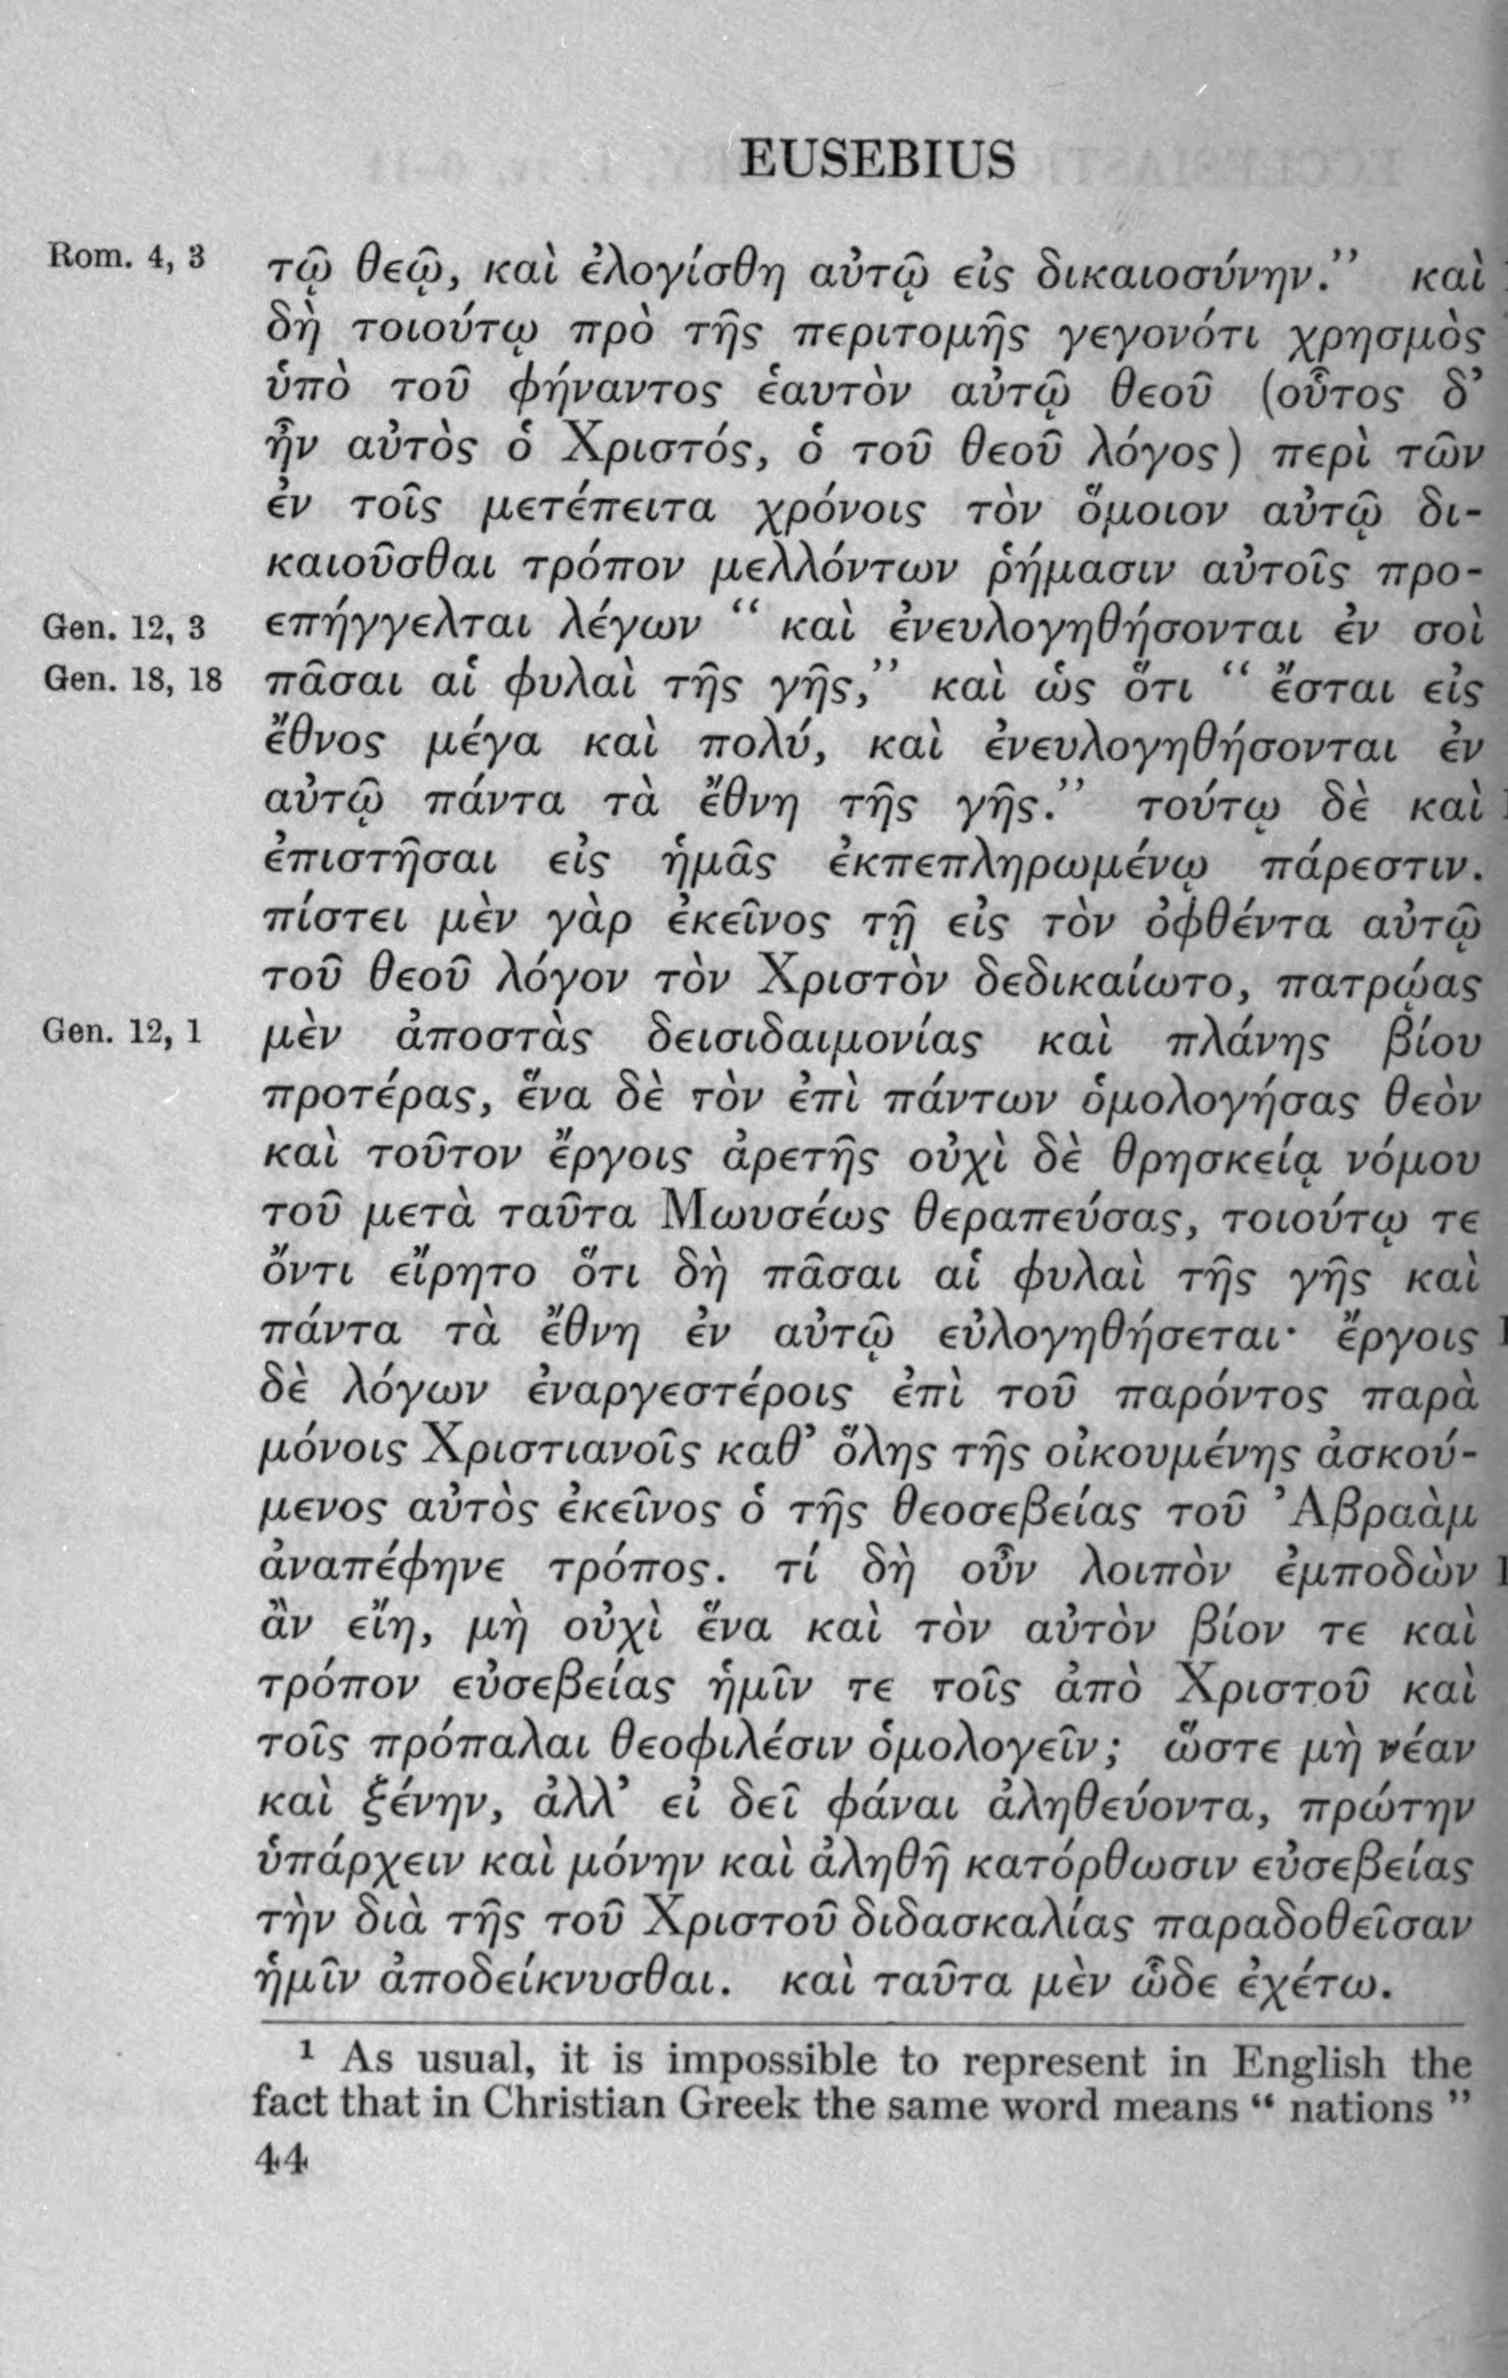 EUSEBIUS
Rom. 4, 3 τῷ θεῷ, καὶ ἐλογίσθη αὐτῷ εἰς δικαιοσύνην.” καὶ
δὴ τοιούτῳ πρὸ τῆς περιτομῆς γεγονότι χρησμὸς
ὑπὸ τοῦ φήναντος ἑαυτὸν αὐτῷ θεοῦ (οὗτος δ’
ἦν αὐτὸς ὁ Χριστός, ὁ τοῦ θεοῦ λόγος) περὶ τῶν
ἐν τοῖς μετέπειτα χρόνοις τὸν ὅμοιον αὐτῷ δι-
καιοῦσθαι τρόπον μελλόντων ῥήμασιν αὐτοῖς προ-
Gen. 12, 3 επήγγελται λέγων “ καὶ ἐνευλογηθήσονται ἐν σοὶ
Gen. 18, 18 πᾶσαι αἱ φυλαὶ τῆς γῆς,” καὶ ὡς ὅτι “ ἔσται εἰς
ἔθνος μέγα καὶ πολύ, καὶ ἐνευλογηθήσονται ἐν
αὐτῷ πάντα τὰ ἔθνη τῆς γῆς.” τούτῳ δὲ καὶ
ἐπιστῆσαι εἰς ἡμᾶς ἐκπεπληρωμένῳ πάρεστιν.
πίστει μὲν γὰρ ἐκεῖνος τῇ εἰς τὸν ὀφθέντα αὐτῷ
τοῦ θεοῦ λόγον τὸν Χριστὸν δεδικαίωτο, πατρῴας
Gen. 12, 1 μὲν ἀποστὰς δεισιδαιμονίας καὶ πλάνης βίου
προτέρας, ἕνα δὲ τὸν ἐπὶ πάντων ὁμολογήσας θεὸν
καὶ τοῦτον ἔργοις ἀρετῆς οὐχὶ δὲ θρησκείᾳ νόμου
τοῦ μετὰ ταῦτα Μωυσέως θεραπεύσας, τοιούτῳ τε
ὄντι εἴρητο ὅτι δὴ πᾶσαι αἱ φυλαὶ τῆς γῆς καὶ
πάντα τὰ ἔθνη ἐν αὐτῷ εὐλογηθήσεται· ἔργοις
δὲ λόγων ἐναργεστέροις ἐπὶ τοῦ παρόντος παρὰ
μόνοις Χριστιανοῖς καθ’ ὅλης τῆς οἰκουμένης ἀσκού-
μενος αὐτὸς ἐκεῖνος ὁ τῆς θεοσεβείας τοῦ Ἀβραὰμ
ἀναπέφηνε τρόπος. τί δὴ οὖν λοιπὸν ἐμποδὼν
ἂν εἴη, μὴ οὐχὶ ἕνα καὶ τὸν αὐτὸν βίον τε καὶ
τρόπον εὐσεβείας ἡμῖν τε τοῖς ἀπὸ Χριστοῦ καὶ
τοῖς πρόπαλαι θεοφιλέσιν ὁμολογεῖν; ὥστε μὴ νέαν
καὶ ξένην, ἀλλ’ εἰ δεῖ φάναι ἀληθεύοντα, πρώτην
ὑπάρχειν καὶ μόνην καὶ ἀληθῆ κατόρθωσιν εὐσεβείας
τὴν διὰ τῆς τοῦ Χριστοῦ διδασκαλίας παραδοθεῖσαν
ἡμῖν ἀποδείκνυσθαι. καὶ ταῦτα μὲν ὧδε ἐχέτω.
¹ As usual, it is impossible to represent in English the
fact that in Christian Greek the same word means “ nations ”
44